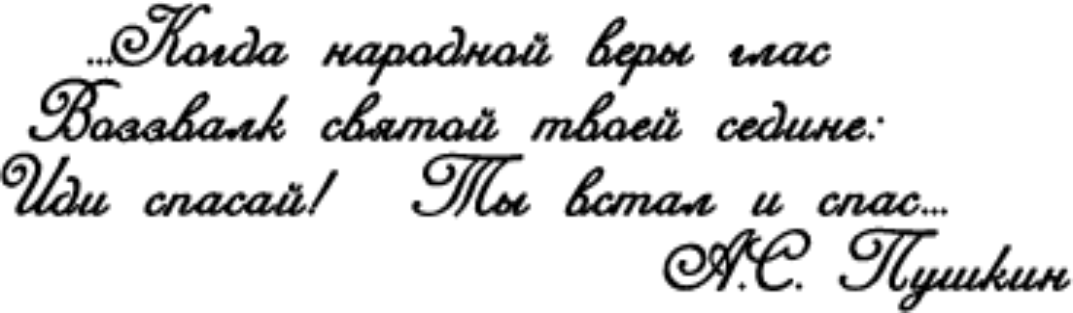 ...Когда народной веры глас
Воззвалк святой твоей седине:
Иди спасай! Ты встал и спас...
А.С. Пушкин